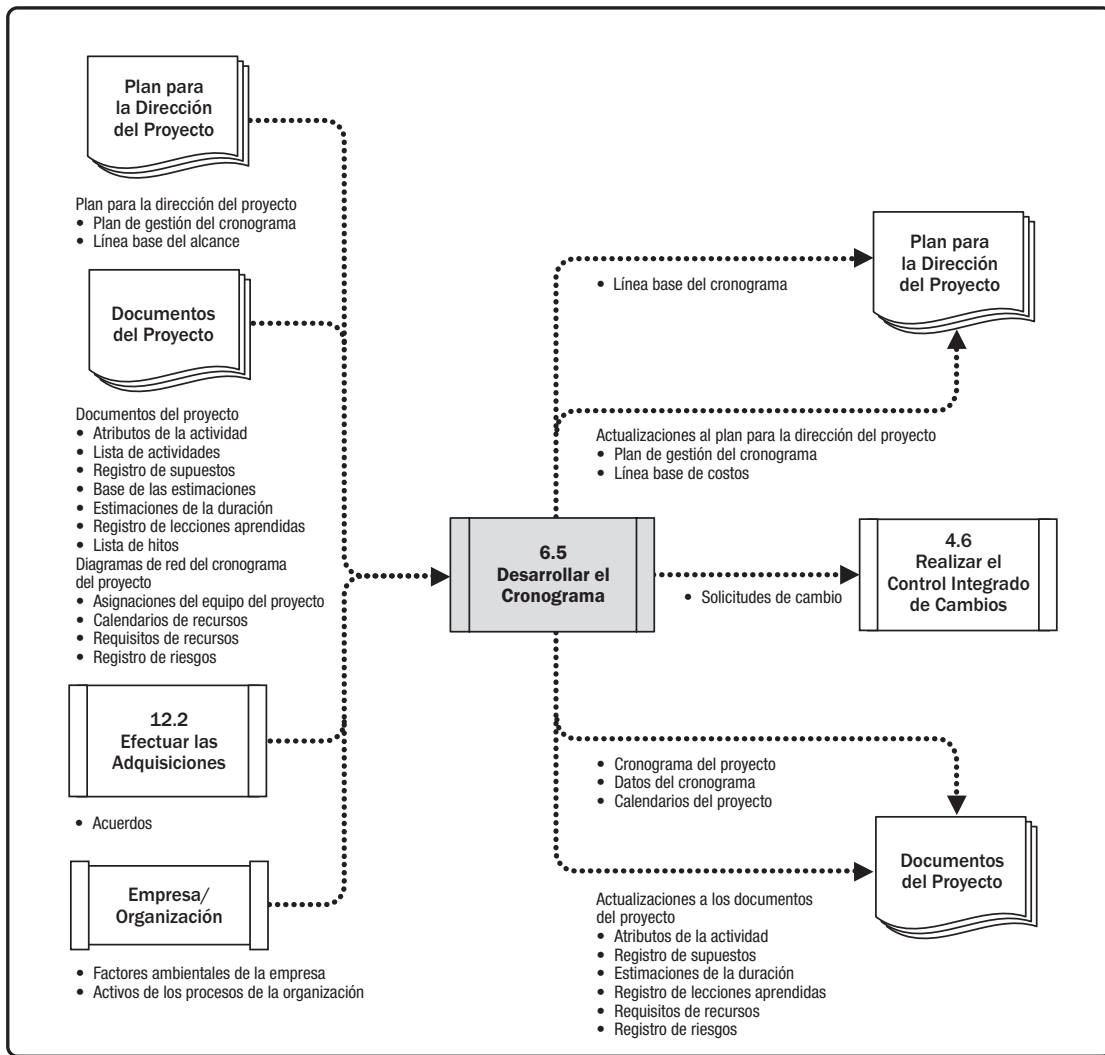 Plan para
la Dirección
del Proyecto
Plan para la dirección del proyecto
• Plan de gestión del cronograma
• Línea base del alcance
Documentos
del Proyecto
Documentos del proyecto
• Atributos de la actividad
• Lista de actividades
• Registro de supuestos
• Base de las estimaciones
• Estimaciones de la duración
• Registro de lecciones aprendidas
• Lista de hitos
Diagramas de red del cronograma
del proyecto
• Asignaciones del equipo del proyecto
• Calendarios de recursos
• Requisitos de recursos
• Registro de riesgos
12.2
Efectuar las
Adquisiciones
• Acuerdos
Empresa/
Organización
• Factores ambientales de la empresa
• Activos de los procesos de la organización
6.5
Desarrollar el
Cronograma
• Línea base del cronograma
Plan para
la Dirección
del Proyecto
Actualizaciones al plan para la dirección del proyecto
• Plan de gestión del cronograma
• Línea base de costos
• Solicitudes de cambio
4.6
Realizar el
Control Integrado
de Cambios
• Cronograma del proyecto
• Datos del cronograma
• Calendarios del proyecto
Documentos
del Proyecto
Actualizaciones a los documentos
del proyecto
• Atributos de la actividad
• Registro de supuestos
• Estimaciones de la duración
• Registro de lecciones aprendidas
• Requisitos de recursos
• Registro de riesgos